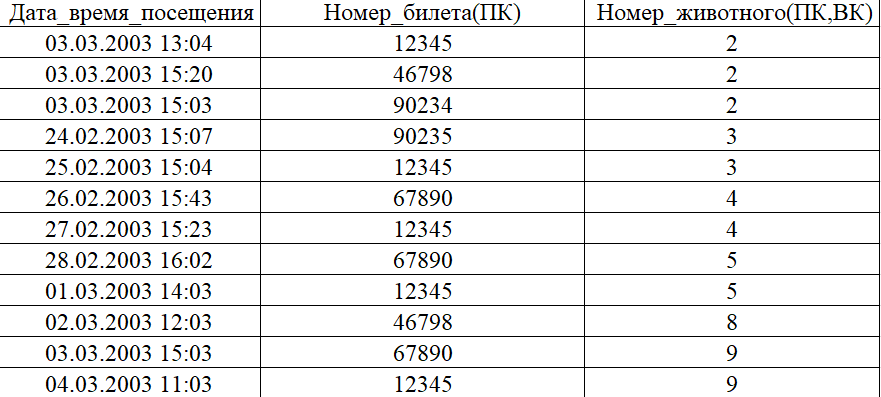 Дата_время_посещения Номер_билета(ПК) Номер_животного(ПК,ВК)
03.03.2003 13:04 12345 2
03.03.2003 15:20 46798 2
03.03.2003 15:03 90234 2
24.02.2003 15:07 90235 3
25.02.2003 15:04 12345 3
26.02.2003 15:43 67890 4
27.02.2003 15:23 12345 4
28.02.2003 16:02 67890 5
01.03.2003 14:03 12345 5
02.03.2003 12:03 46798 8
03.03.2003 15:03 67890 9
04.03.2003 11:03 12345 9